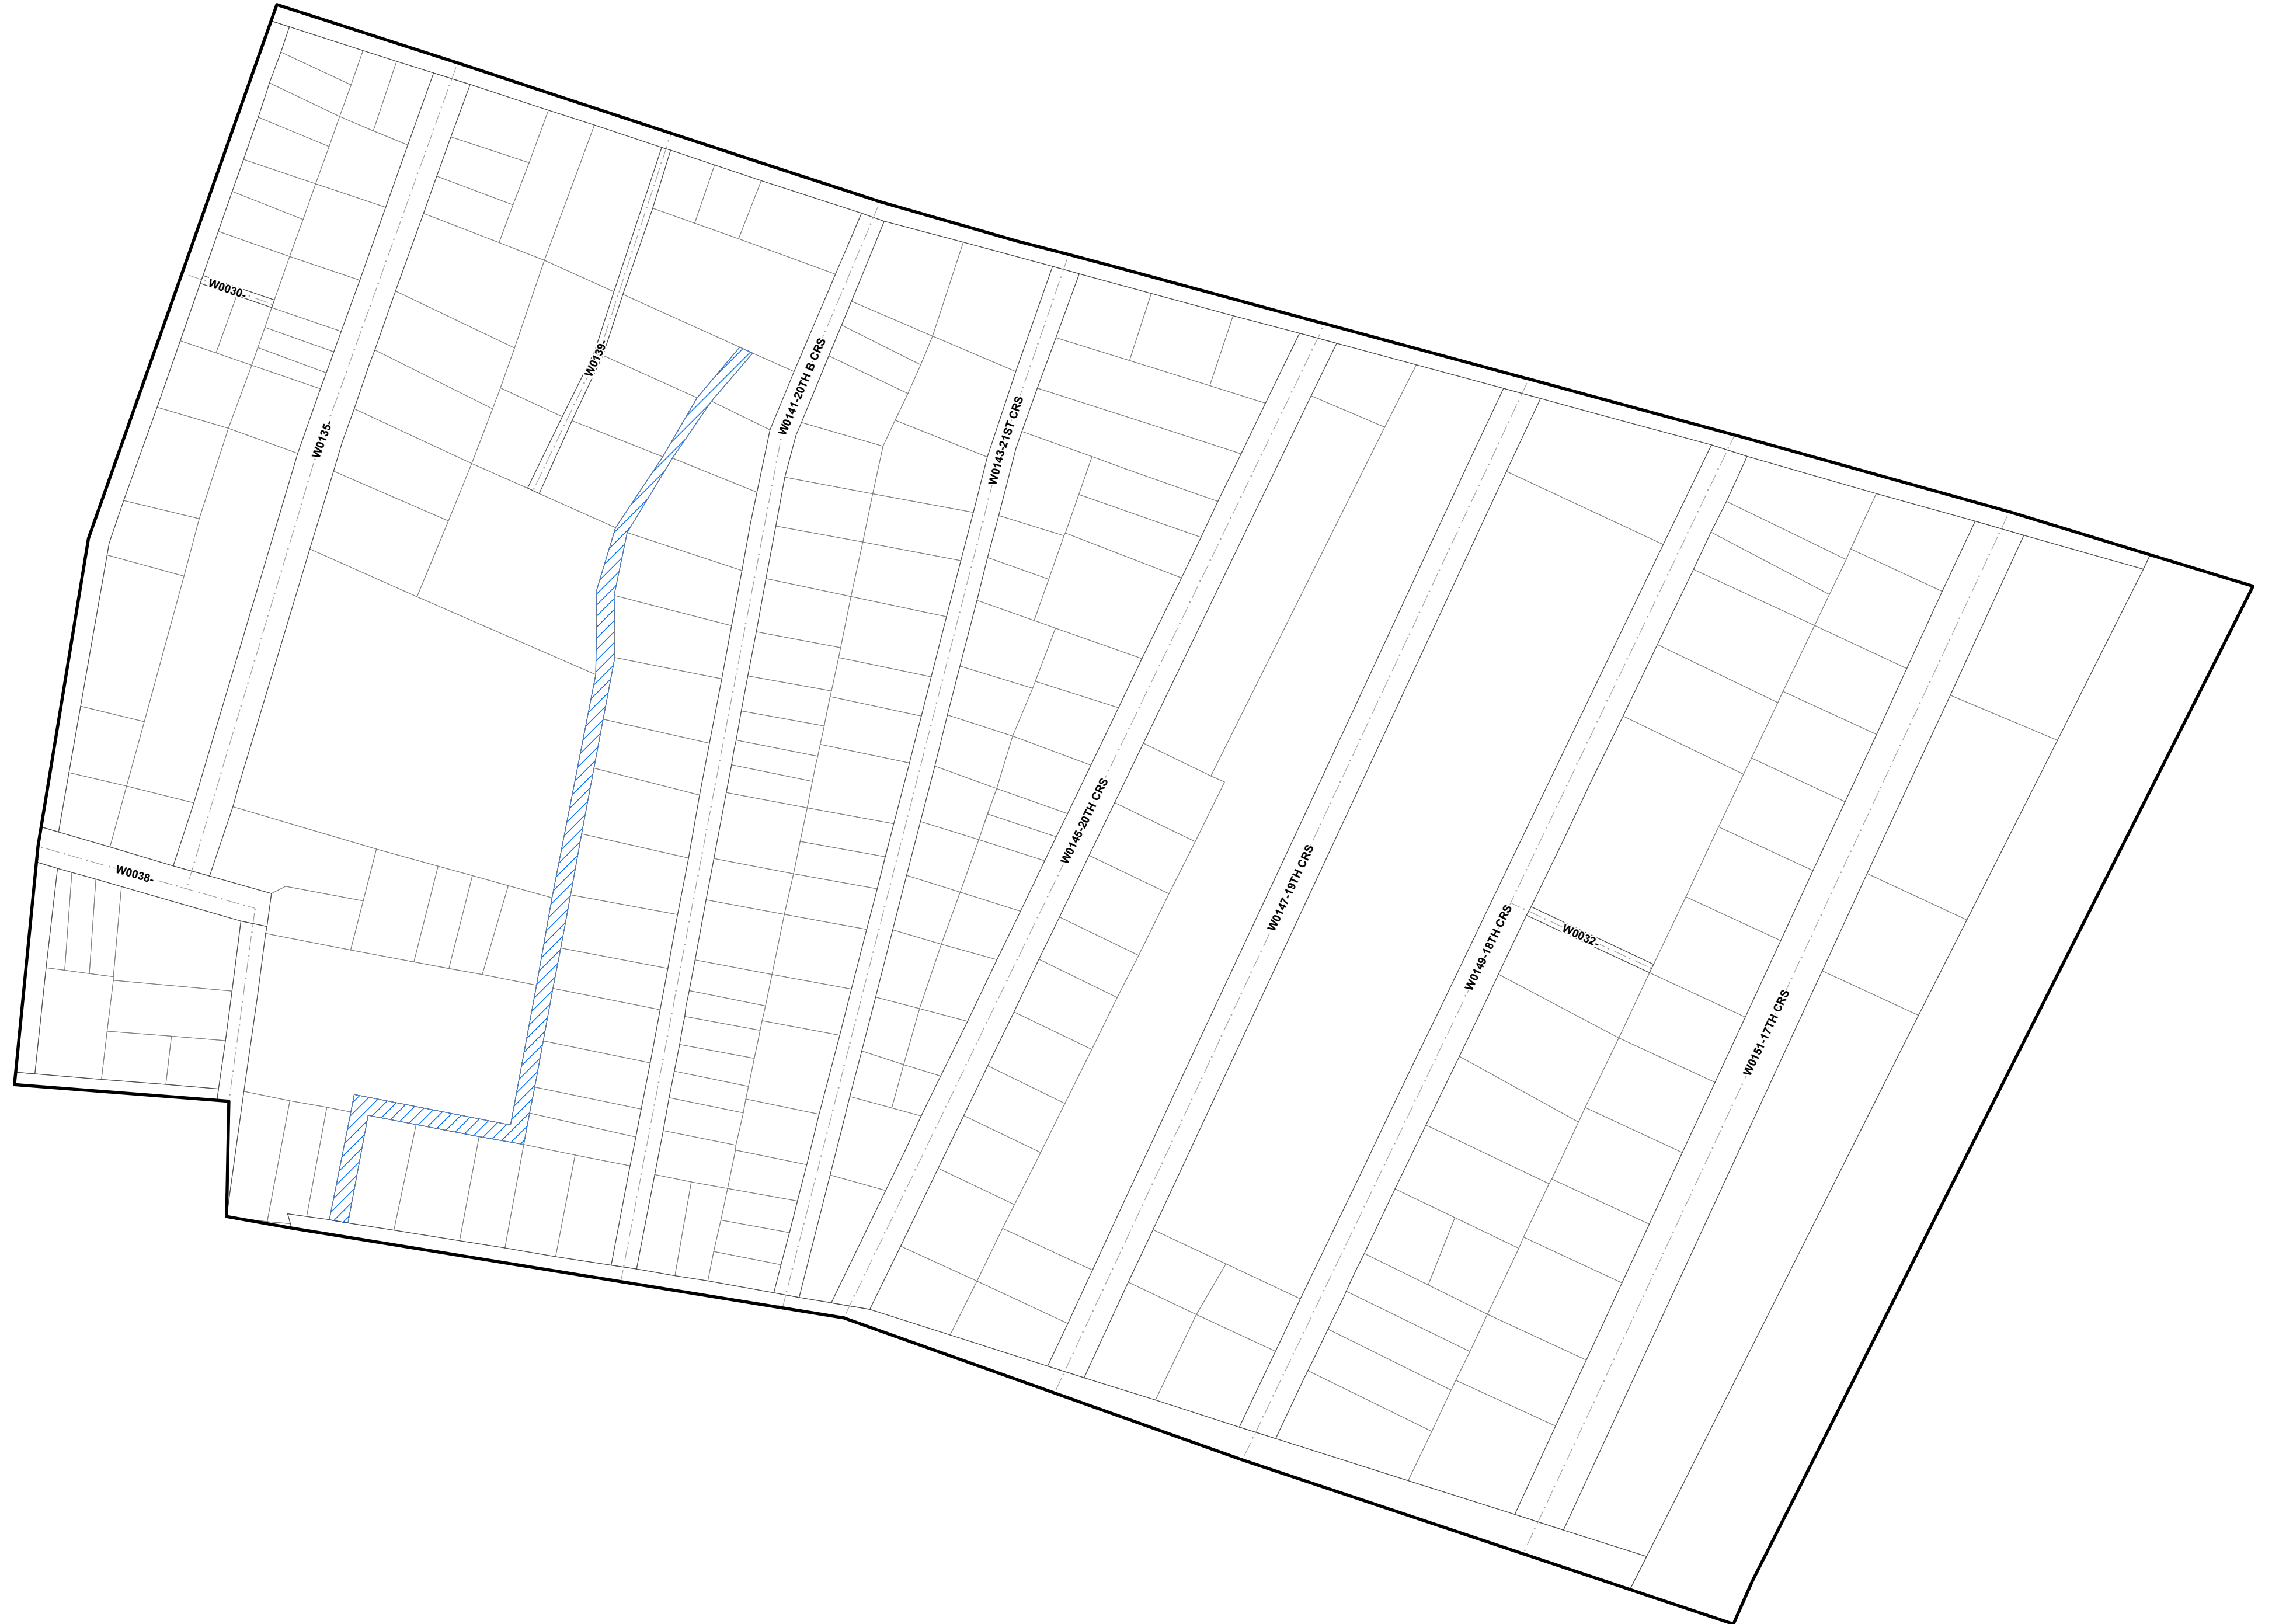 W0030-
W0139-
W0141-20TH B CRS
W0135-
W0143-21ST CRS
W0145-20TH CRS
W0038-
W0147-19TH CRS
W0149-18TH CRS
W0032-
W0151-17TH CRS